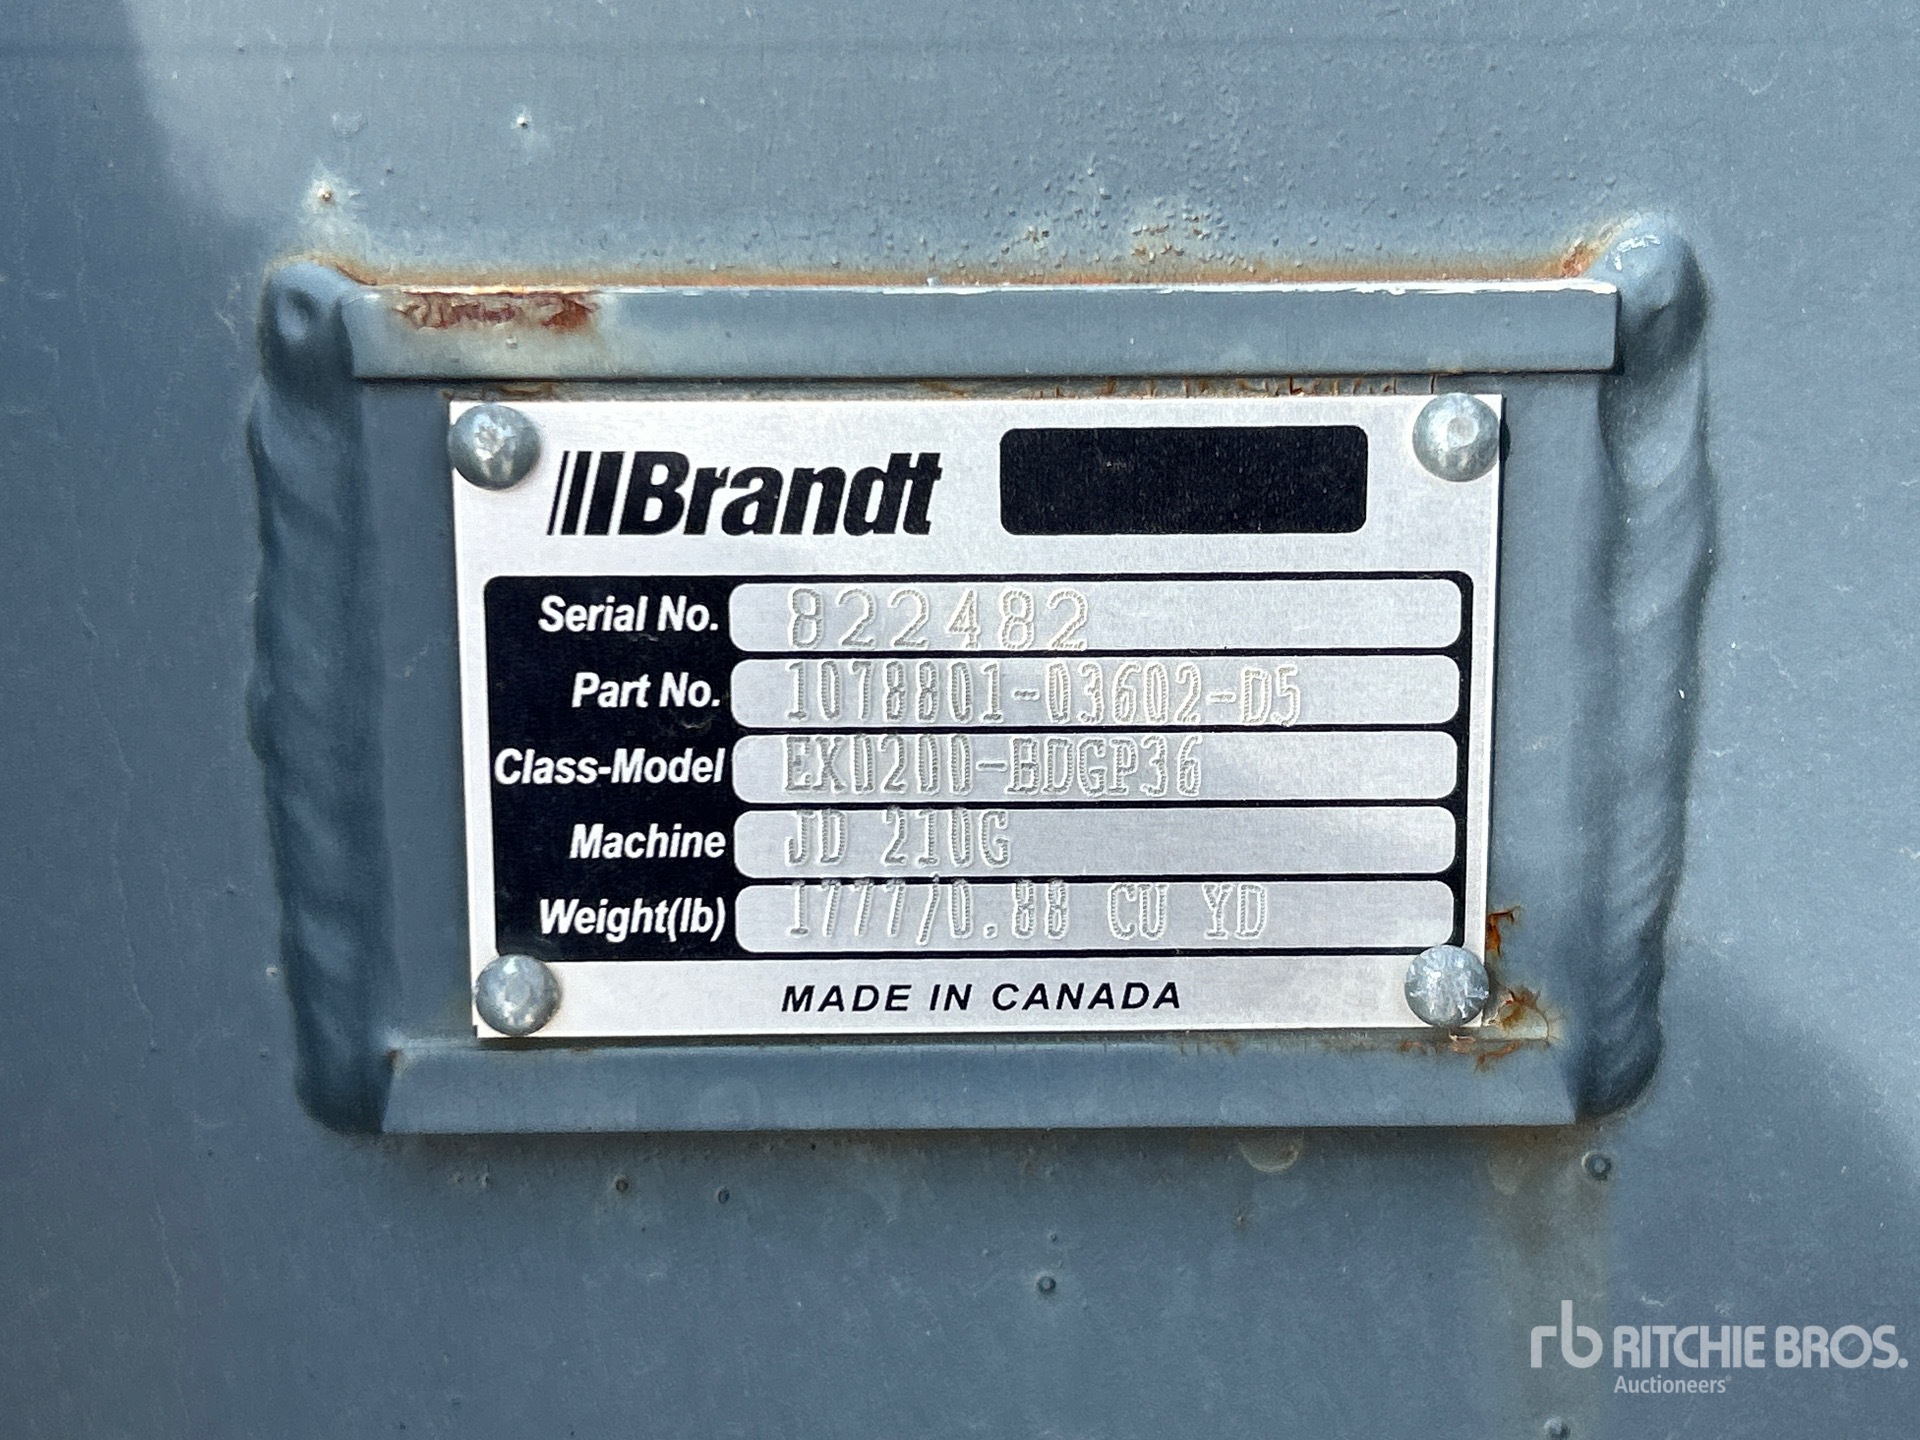 Brandt
Serial No. 822482
Part No. 1078801-03602-D5
Class-Model EX0200-BDGP36
Machine JD 210G
Weight(lb) 1777/0.88 CU YD
MADE IN CANADA
rb RITCHIE BROS.
Auctioneers